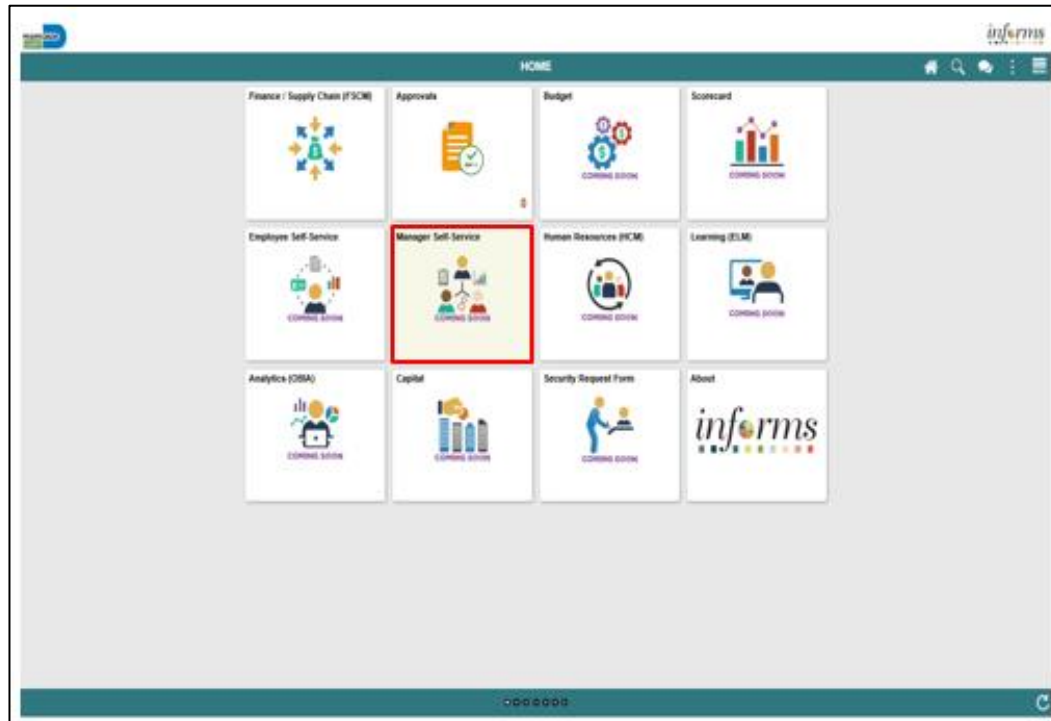 informs
HOME
Finance / Supply Chain (FSCM)
Approvals
Budget
Scorecard
COMING SOON
COMING SOON
0
Employee Self-Service
Manager Self-Service
Human Resources (HCM)
Learning (ELM)
COMING SOON
COMING SOON
COMING SOON
COMING SOON
Analytics (OBIA)
Capital
Security Request Form
About
informs
COMING SOON
COMING SOON
COMING SOON